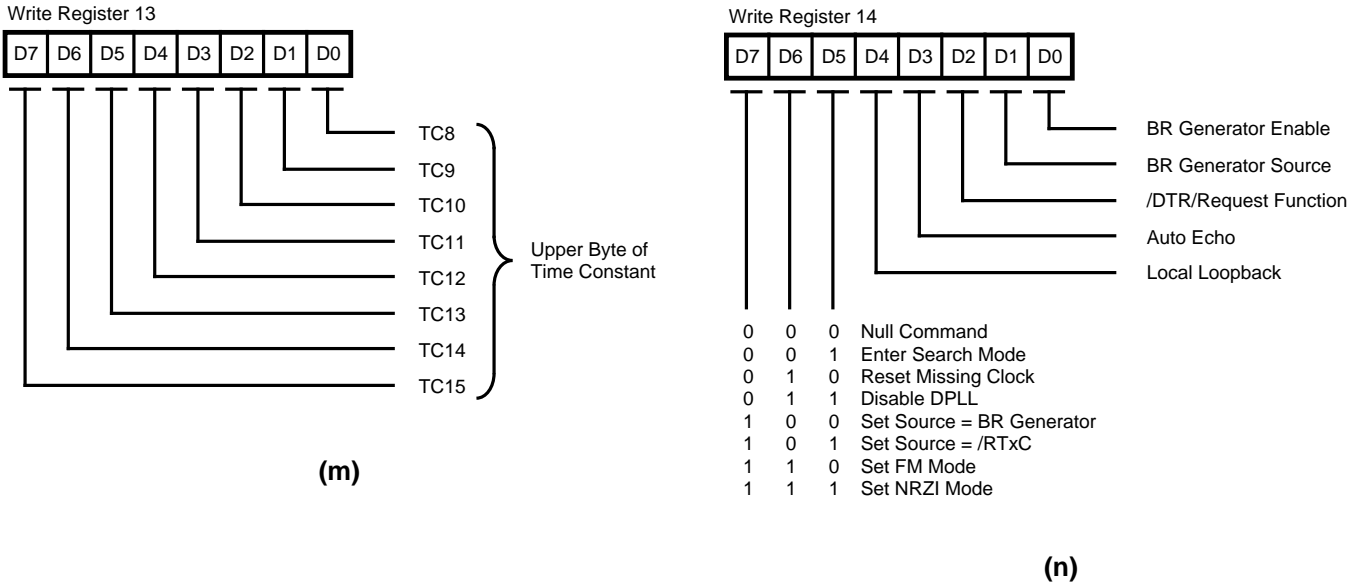 Write Register 13
D7 D6 D5 D4 D3 D2 D1 D0
TC8
TC9
TC10
TC11
TC12
TC13
TC14
TC15
Upper Byte of
Time Constant
(m)
Write Register 14
D7 D6 D5 D4 D3 D2 D1 D0
BR Generator Enable
BR Generator Source
/DTR/Request Function
Auto Echo
Local Loopback
0 0 0 Null Command
0 0 1 Enter Search Mode
0 1 0 Reset Missing Clock
0 1 1 Disable DPLL
1 0 0 Set Source = BR Generator
1 0 1 Set Source = /RTxC
1 1 0 Set FM Mode
1 1 1 Set NRZI Mode
(n)